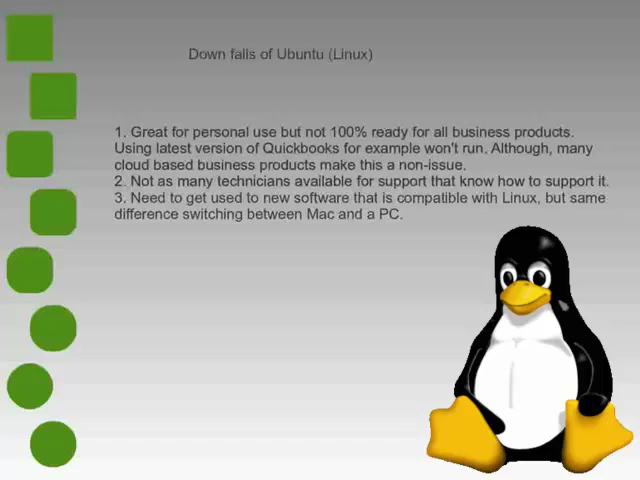 Down falls of Ubuntu (Linux)
1. Great for personal use but not 100% ready for all business products.
Using latest version of Quickbooks for example won't run. Although, many
cloud based business products make this a non-issue.
2. Not as many technicians available for support that know how to support it.
3. Need to get used to new software that is compatible with Linux, but same
difference switching between Mac and a PC.